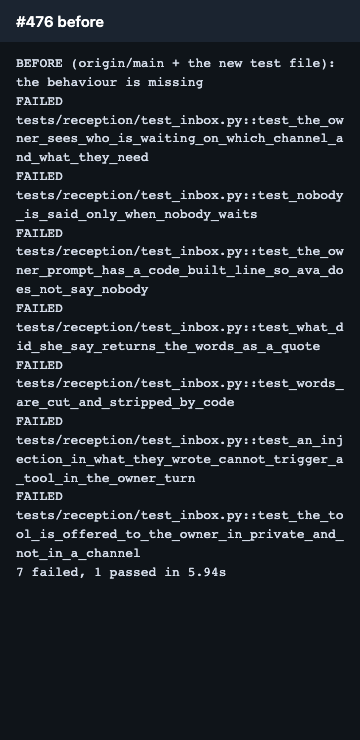 #476 before
BEFORE (origin/main + the new test file):
the behaviour is missing
FAILED
tests/reception/test_inbox.py::test_the_ow
ner_sees_who_is_waiting_on_which_channel_a
nd_what_they_need
FAILED
tests/reception/test_inbox.py::test_nobody
_is_said_only_when_nobody_waits
FAILED
tests/reception/test_inbox.py::test_the_ow
ner_prompt_has_a_code_built_line_so_ava_do
es_not_say_nobody
FAILED
tests/reception/test_inbox.py::test_what_d
id_she_say_returns_the_words_as_a_quote
FAILED
tests/reception/test_inbox.py::test_words_
are_cut_and_stripped_by_code
FAILED
tests/reception/test_inbox.py::test_an_inj
ection_in_what_they_wrote_cannot_trigger_a
_tool_in_the_owner_turn
FAILED
tests/reception/test_inbox.py::test_the_to
ol_is_offered_to_the_owner_in_private_and_
not_in_a_channel
7 failed, 1 passed in 5.94s